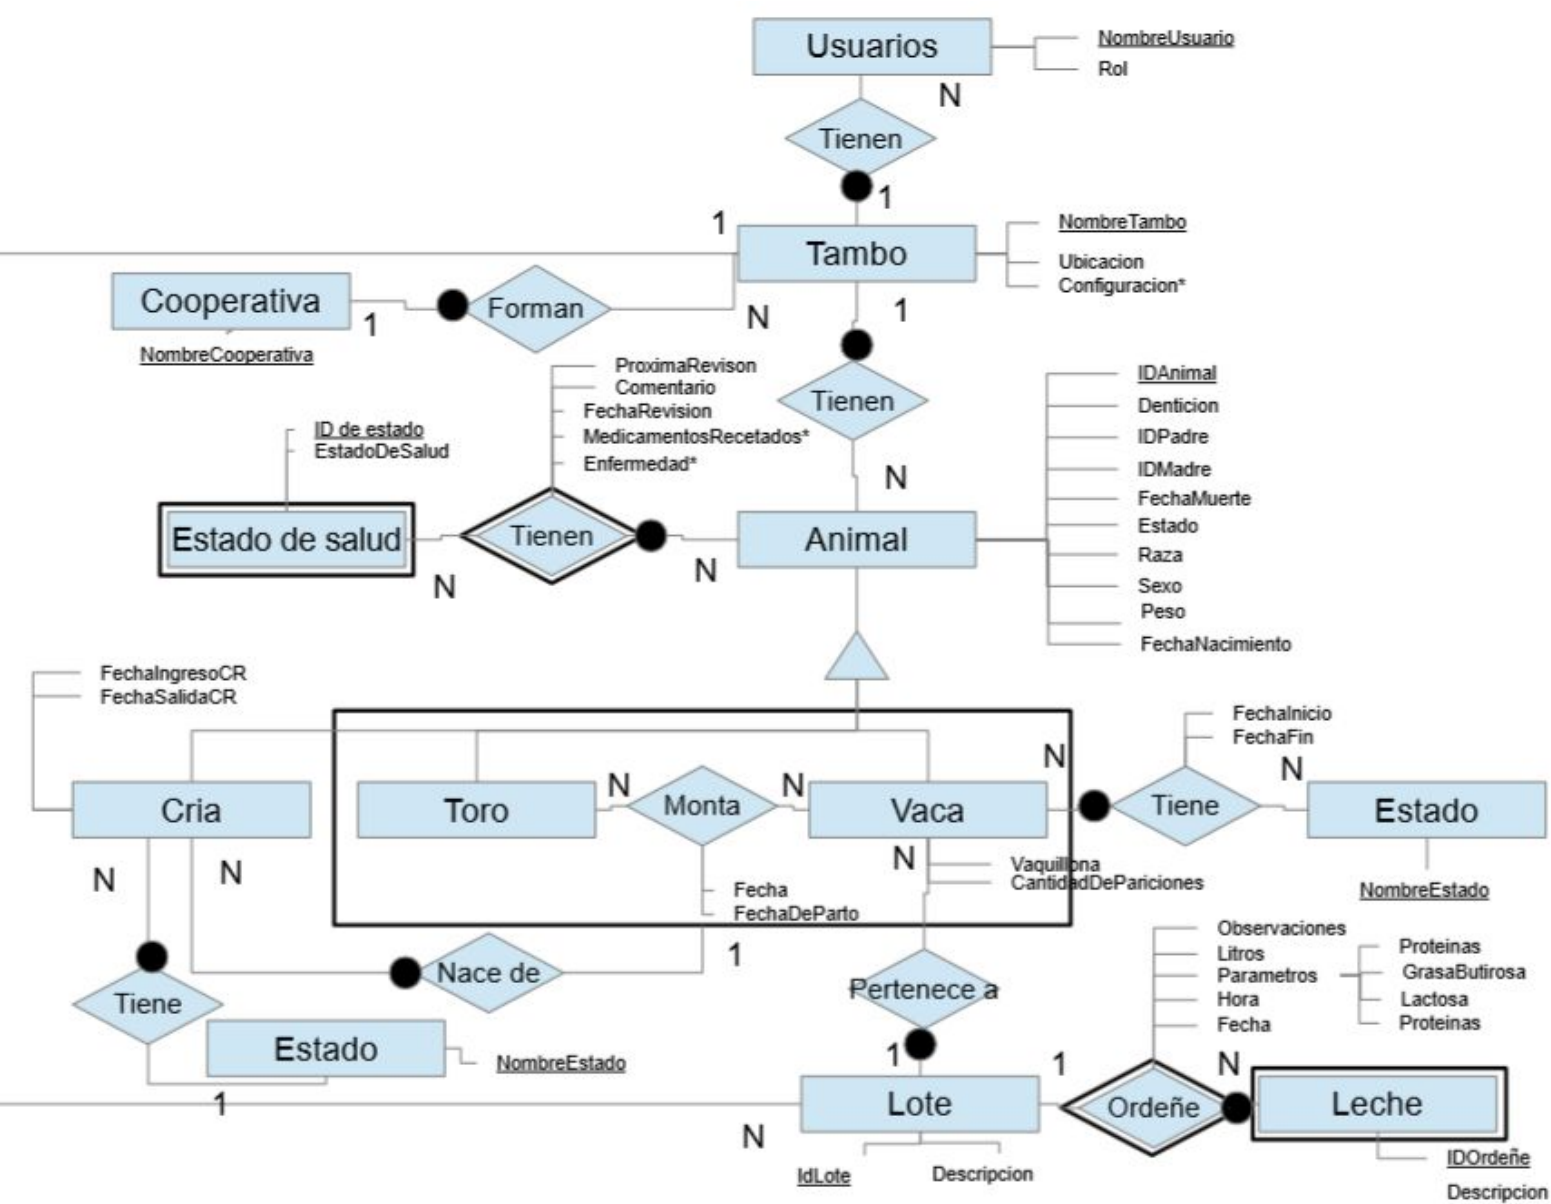 Usuarios
NombreUsuario
Rol
N
Tienen
1
1
Tambo
NombreTambo
Ubicacion
Configuracion*
Cooperativa
1
Forman
N
1
NombreCooperativa
ProximaRevison
Comentario
FechaRevision
MedicamentosRecetados*
Enfermedad*
Tienen
N
IDAnimal
Denticion
IDPadre
IDMadre
FechaMuerte
Estado
Raza
Sexo
Peso
FechaNacimiento
ID de estado
EstadoDeSalud
Estado de salud
N
Tienen
N
Animal
FechaIngresoCR
FechaSalidaCR
FechaInicio
FechaFin
Cria
Toro
N
Monta
N
Vaca
N
Tiene
N
Estado
NombreEstado
N
N
N
Vaquillona
CantidadDePariciones
Fecha
FechaDeParto
1
Nace de
Tiene
Estado
NombreEstado
1
Pertenece a
1
Observaciones
Litros
Parametros
Hora
Fecha
Proteinas
GrasaButirosa
Lactosa
Proteinas
N
Lote
1
Ordeñe
N
Leche
IdLote
Descripcion
IDOrdeñe
Descripcion